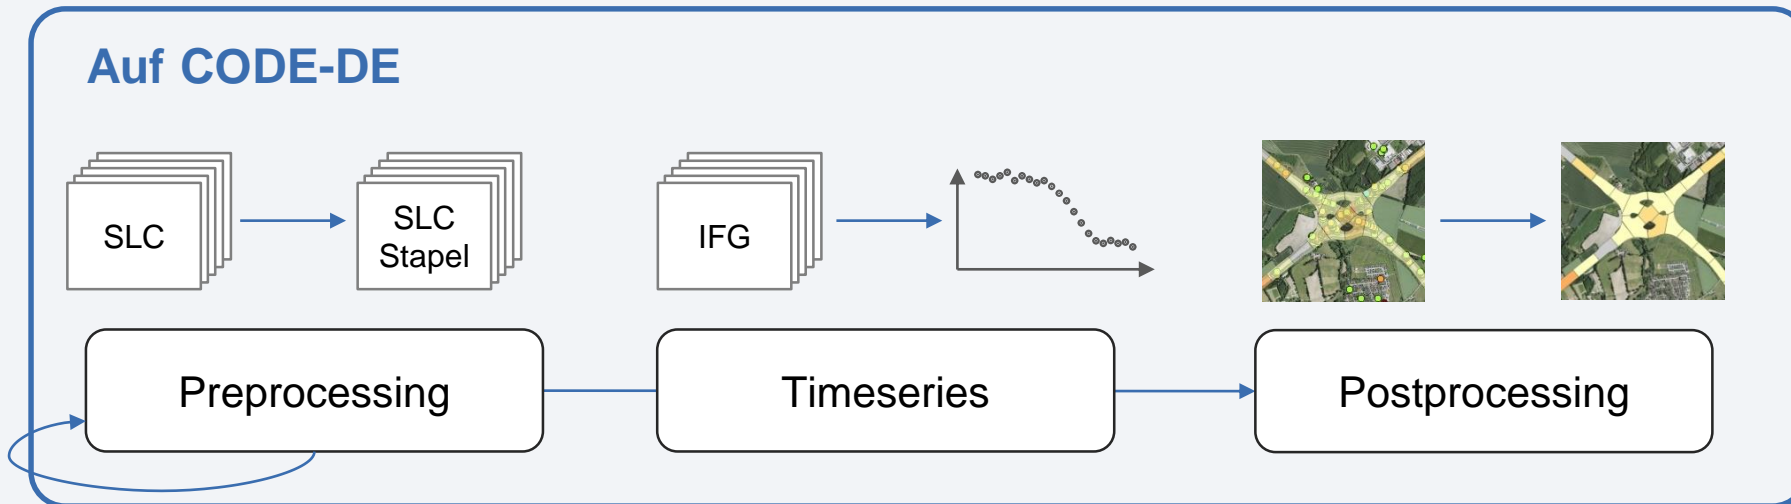 Auf CODE-DE
SLC
SLC
Stapel
IFG
Preprocessing
Timeseries
Postprocessing